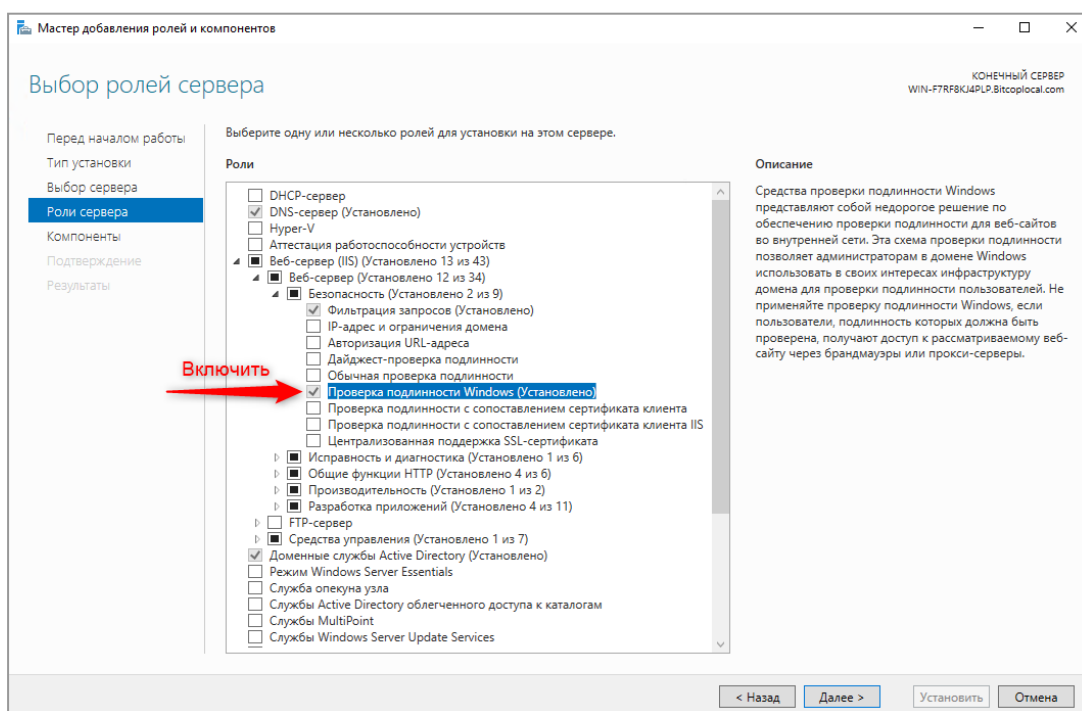 Мастер добавления ролей и компонентов
Выбор ролей сервера
КОНЕЧНЫЙ СЕРВЕР
WIN-F7RF8KJ4PLP.Bitcoplocal.com
Перед началом работы
Тип установки
Выбор сервера
Роли сервера
Компоненты
Подтверждение
Результаты
Выберите одну или несколько ролей для установки на этом сервере.
Роли
DHCP-сервер
DNS-сервер (Установлено)
Hyper-V
Аттестация работоспособности устройств
Веб-сервер (IIS) (Установлено 13 из 43)
Веб-сервер (Установлено 12 из 34)
Безопасность (Установлено 2 из 9)
Фильтрация запросов (Установлено)
IP-адрес и ограничения домена
Авторизация URL-адреса
Дайджест-проверка подлинности
Обычная проверка подлинности
Включить
Проверка подлинности Windows (Установлено)
Проверка подлинности с сопоставлением сертификата клиента
Проверка подлинности с сопоставлением сертификата клиента IIS
Централизованная поддержка SSL-сертификата
Исправность и диагностика (Установлено 1 из 6)
Общие функции HTTP (Установлено 4 из 6)
Производительность (Установлено 1 из 2)
Разработка приложений (Установлено 4 из 11)
FTP-сервер
Средства управления (Установлено 1 из 7)
Доменные службы Active Directory (Установлено)
Режим Windows Server Essentials
Служба опекуна узла
Службы Active Directory облегченного доступа к каталогам
Службы MultiPoint
Службы Windows Server Update Services
Описание
Средства проверки подлинности Windows
представляют собой недорогое решение по
обеспечению проверки подлинности для веб-сайтов
во внутренней сети. Эта схема проверки подлинности
позволяет администраторам в домене Windows
использовать в своих интересах инфраструктуру
домена для проверки подлинности пользователей. Не
применяйте проверку подлинности Windows, если
пользователи, подлинность которых должна быть
проверена, получают доступ к рассматриваемому веб-
сайту через брандмауэры или прокси-серверы.
< Назад
Далее >
Установить
Отмена